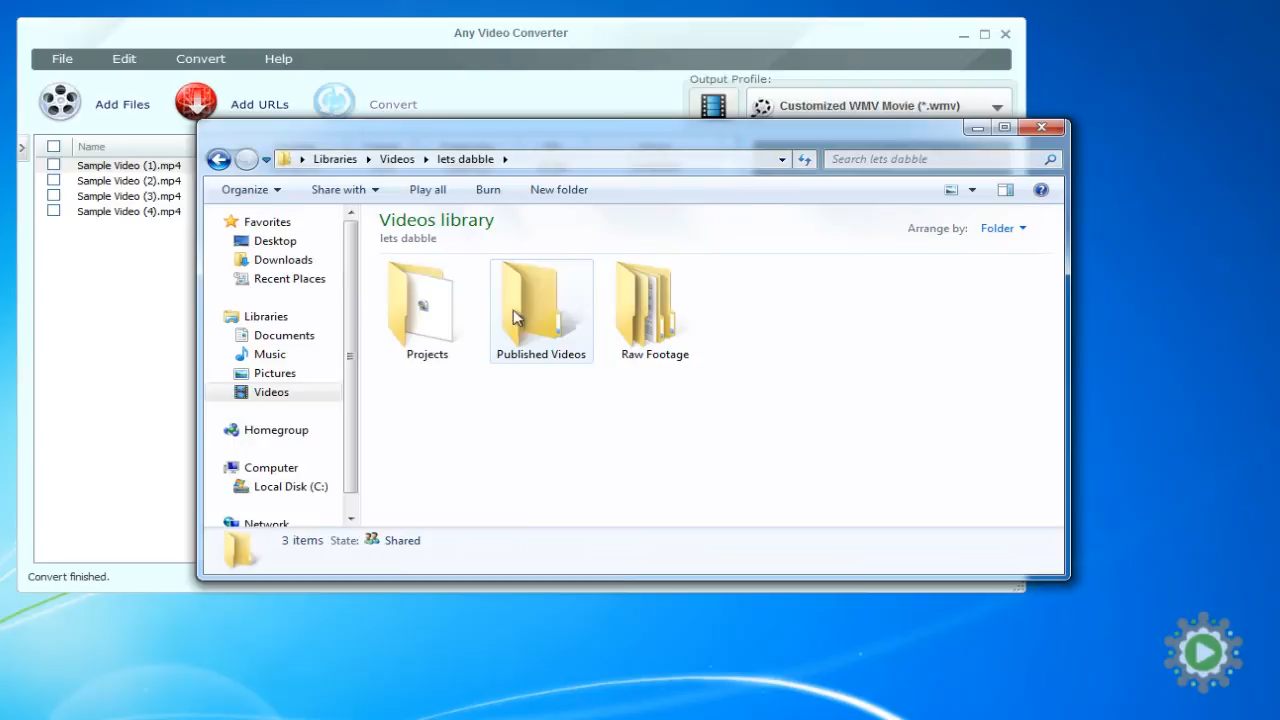 Any Video Converter
File Edit Convert Help
Output Profile:
Add Files Add URLs Convert Customized WMV Movie (*.wmv)
Name
Sample Video (1).mp4
Sample Video (2).mp4
Sample Video (3).mp4
Sample Video (4).mp4
Convert finished.
Libraries Videos lets dabble Search lets dabble
Organize Share with Play all Burn New folder
Favorites
Desktop
Downloads
Recent Places
Libraries
Documents
Music
Pictures
Videos
Homegroup
Computer
Local Disk (C:)
Network
Videos library
lets dabble
Arrange by: Folder
Projects Published Videos Raw Footage
3 items State: Shared